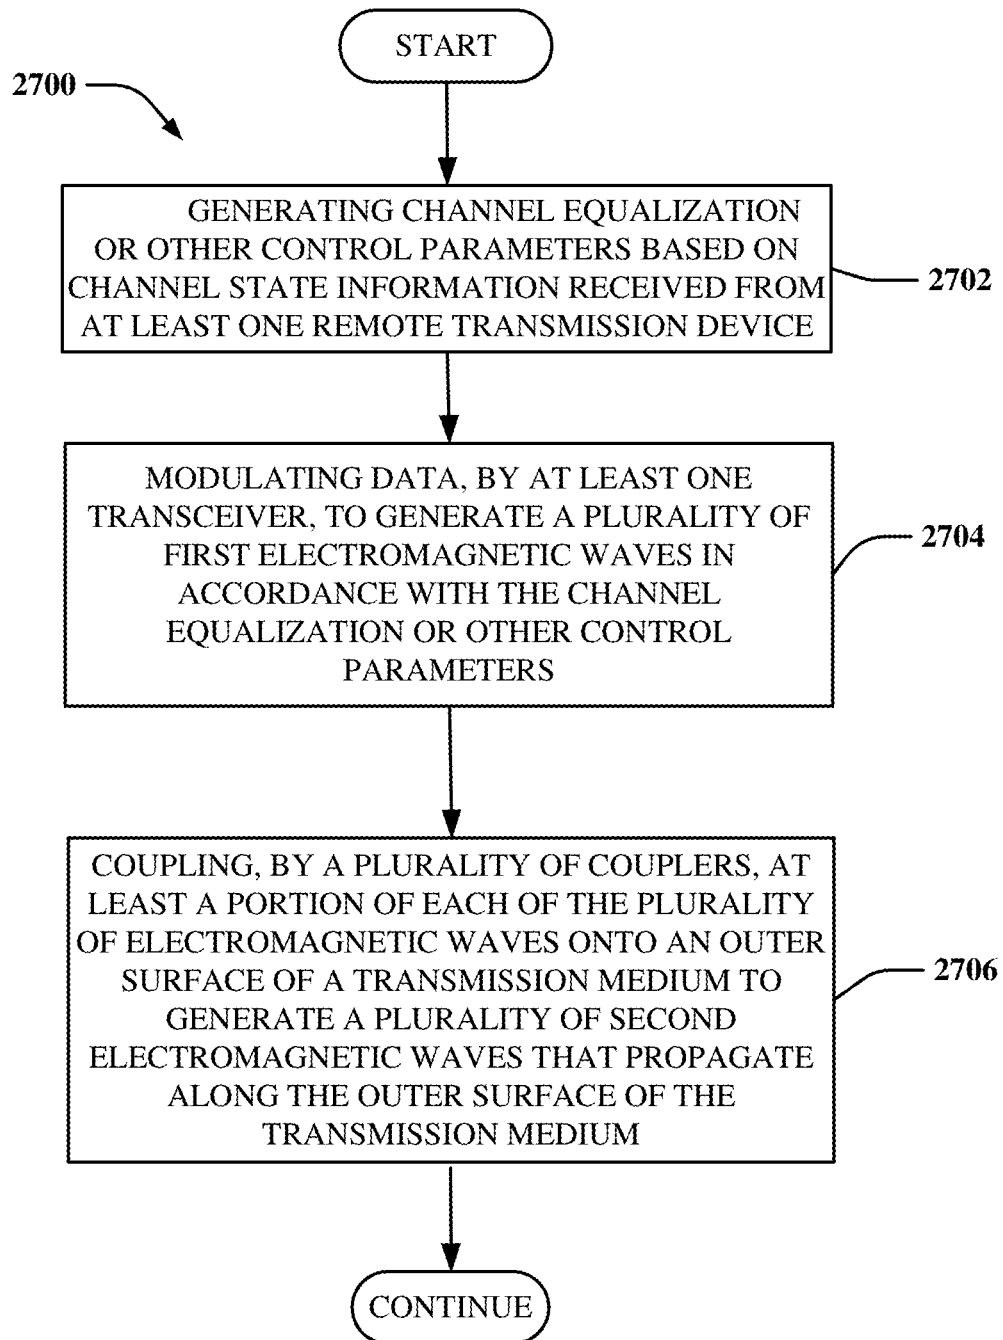 START
2700
GENERATING CHANNEL EQUALIZATION
OR OTHER CONTROL PARAMETERS BASED ON
CHANNEL STATE INFORMATION RECEIVED FROM
AT LEAST ONE REMOTE TRANSMISSION DEVICE
2702
MODULATING DATA, BY AT LEAST ONE
TRANSCEIVER, TO GENERATE A PLURALITY OF
FIRST ELECTROMAGNETIC WAVES IN
ACCORDANCE WITH THE CHANNEL
EQUALIZATION OR OTHER CONTROL
PARAMETERS
2704
COUPLING, BY A PLURALITY OF COUPLERS, AT
LEAST A PORTION OF EACH OF THE PLURALITY
OF ELECTROMAGNETIC WAVES ONTO AN OUTER
SURFACE OF A TRANSMISSION MEDIUM TO
GENERATE A PLURALITY OF SECOND
ELECTROMAGNETIC WAVES THAT PROPAGATE
ALONG THE OUTER SURFACE OF THE
TRANSMISSION MEDIUM
2706
CONTINUE